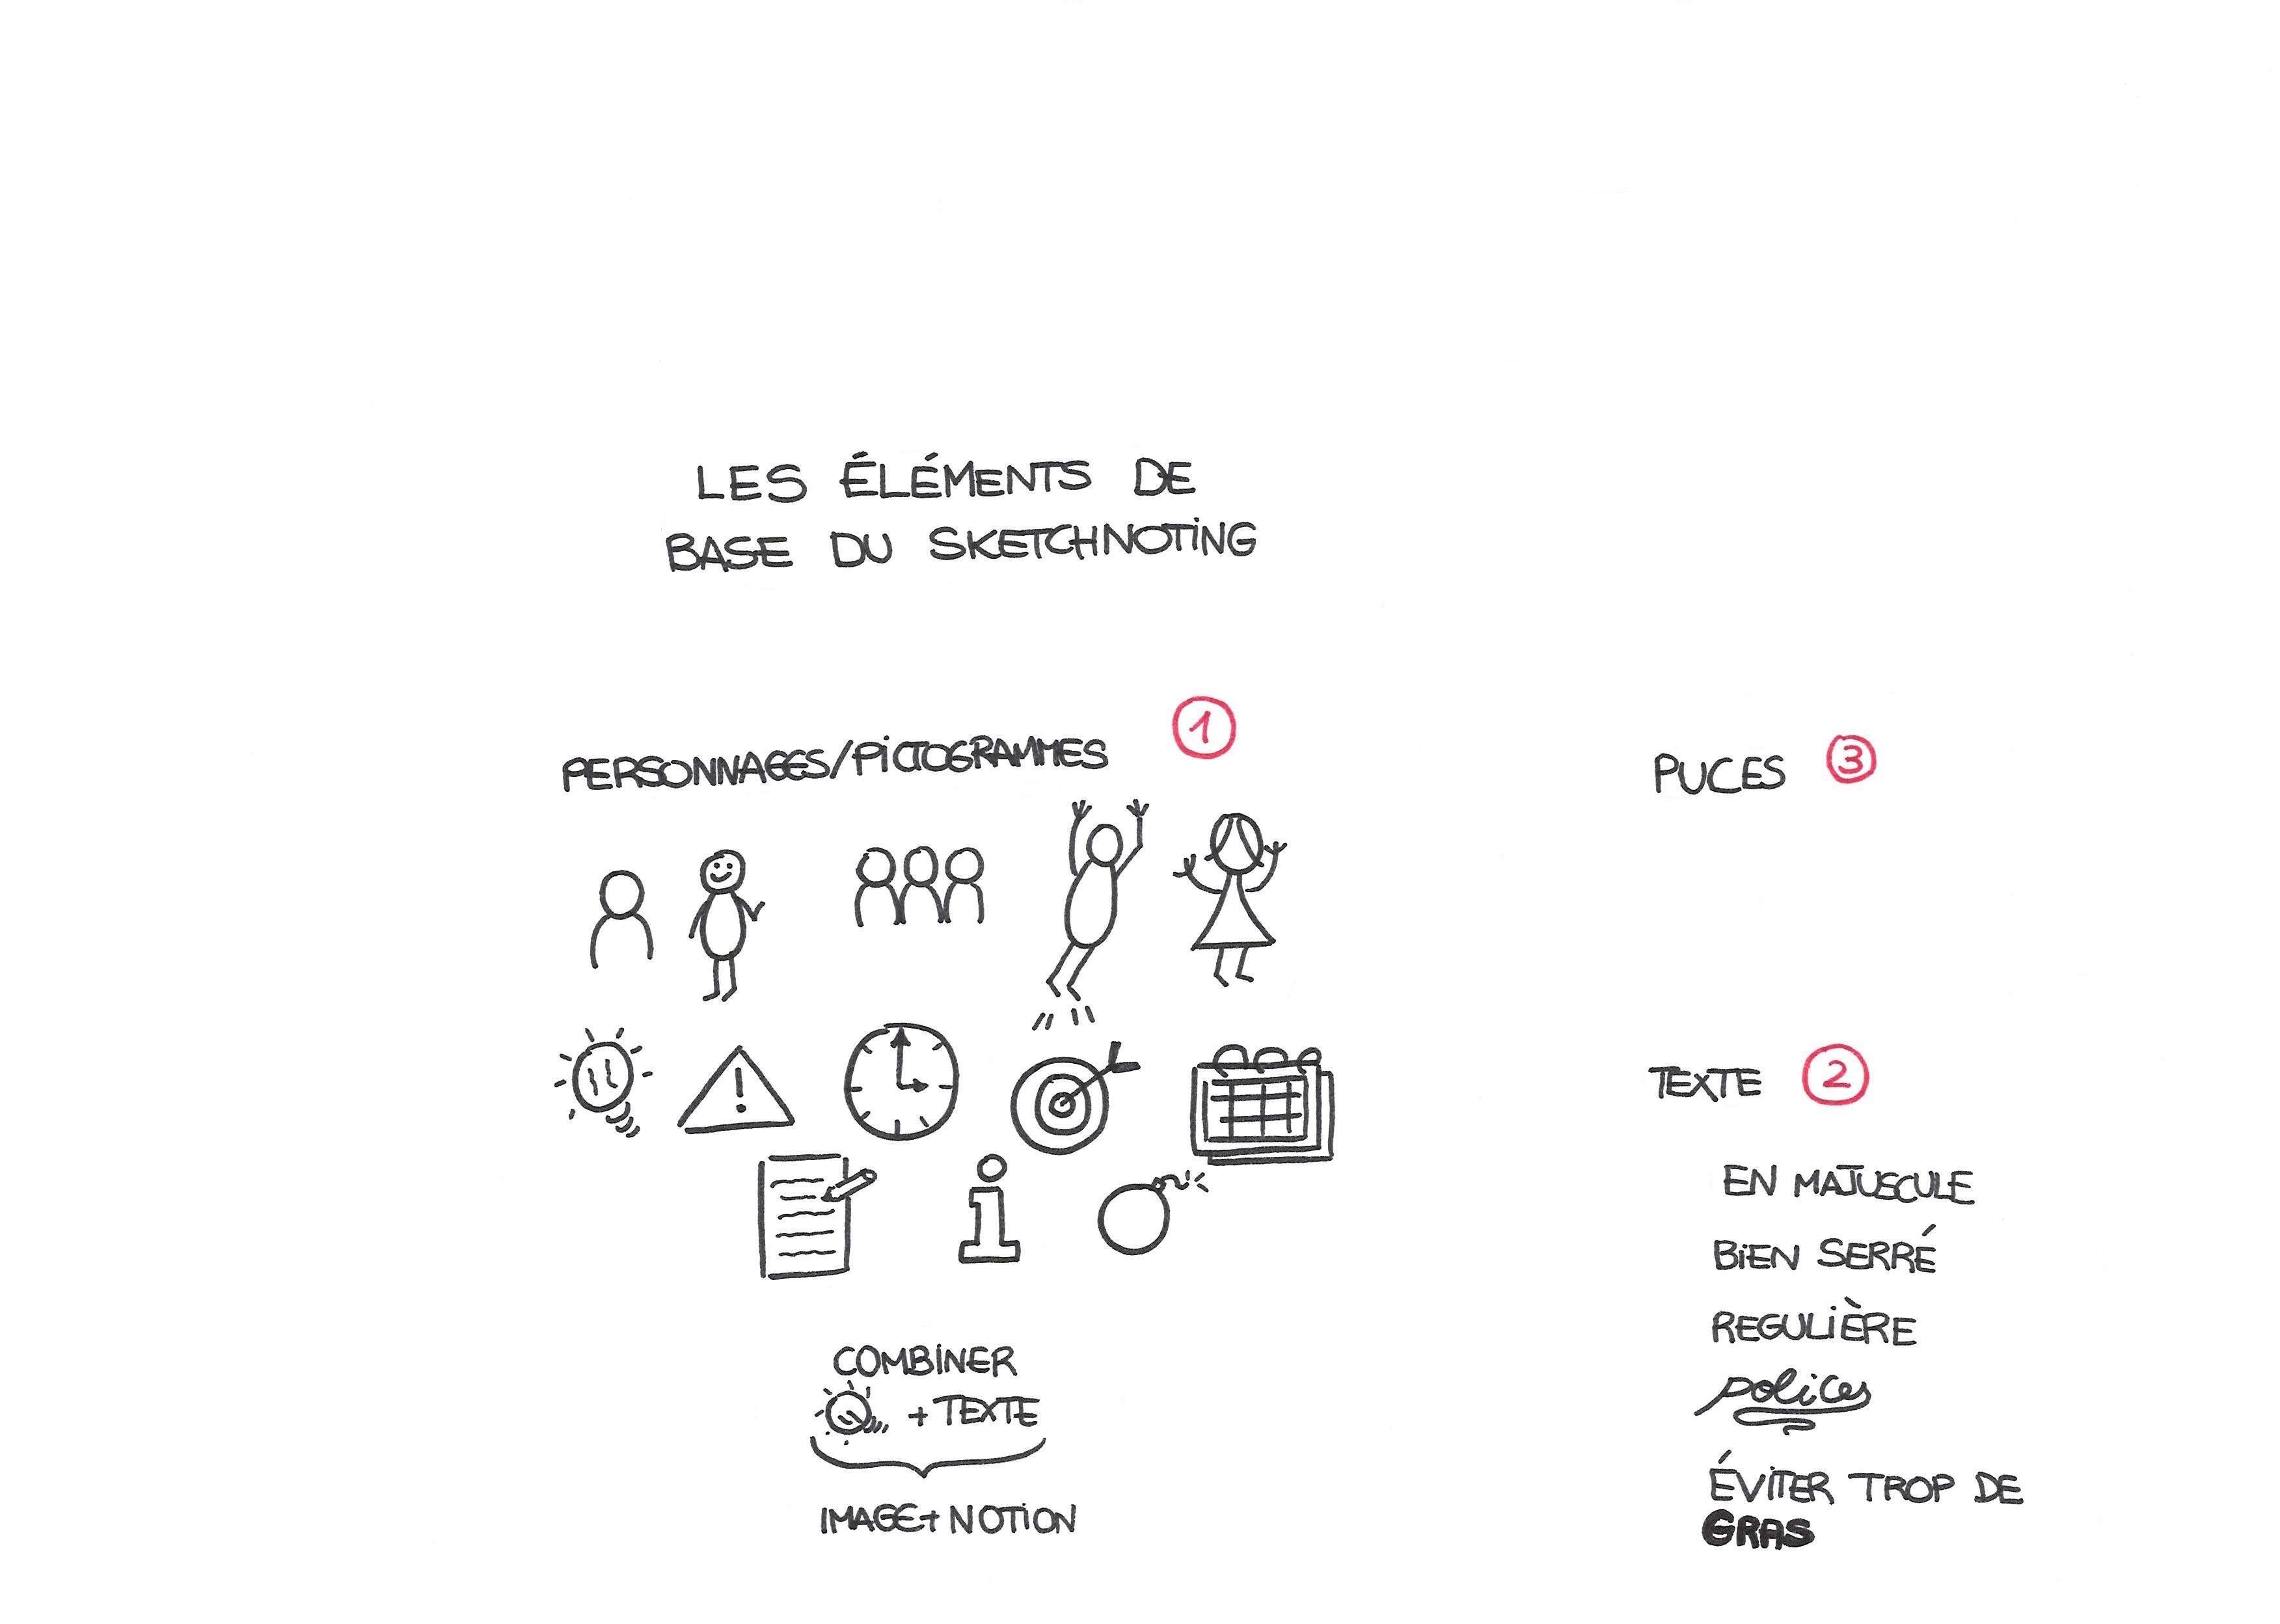 LES ÉLÉMENTS DE
BASE DU SKETCHNOTING
PERSONNAGES/PICTOGRAMMES 1
!
i
COMBINER
+ TEXTE
IMAGE + NOTION
PUCES 3
TEXTE 2
EN MAJUSCULE
BIEN SERRÉ
REGULIÈRE
polices
ÉVITER TROP DE
GRAS